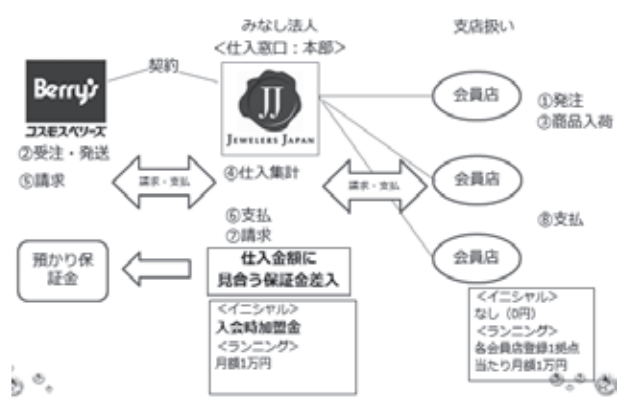 みなし法人
<仕入窓口：本部>
支店扱い
契約
Berry's
コスモスベリーズ
JJ
JEWELERS JAPAN
会員店
①発注
③商品入荷
②受注・発送
⑤請求
請求・支払
④仕入集計
請求・支払
会員店
⑥支払
⑦請求
⑧支払
預かり保
証金
仕入金額に
見合う保証金差入
会員店
<イニシャル>
入会時加盟金
<ランニング>
月額1万円
<イニシャル>
なし（0円）
<ランニング>
各会員店登録1拠点
当たり月額1万円